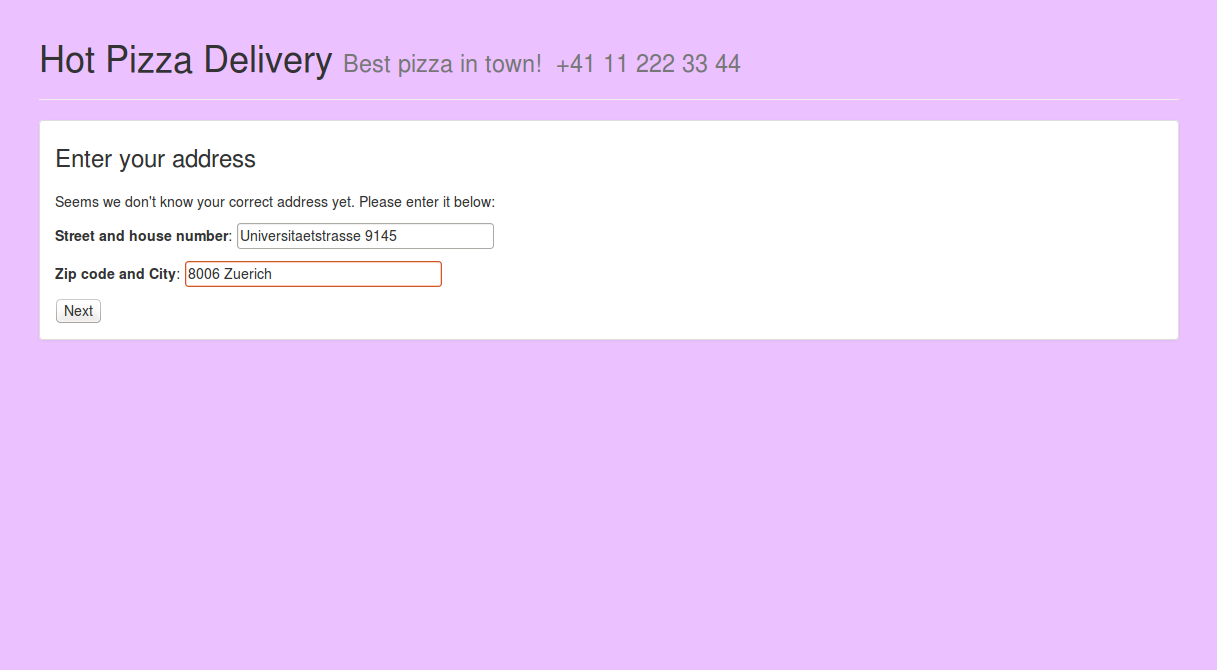 Hot Pizza Delivery Best pizza in town! +41 11 222 33 44
Enter your address
Seems we don't know your correct address yet. Please enter it below:
Street and house number: Universitaetstrasse 9145
Zip code and City: 8006 Zuerich
Next